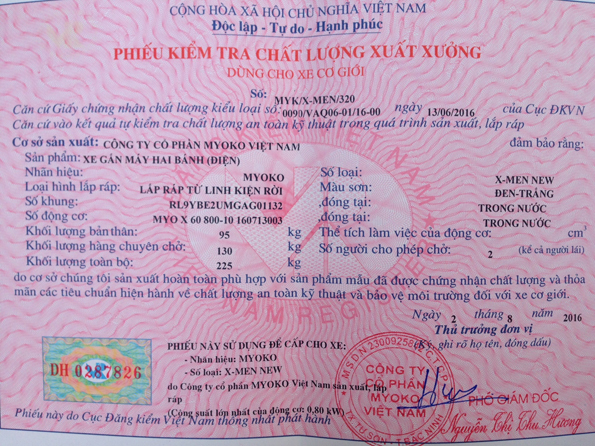 CỘNG HÒA XÃ HỘI CHỦ NGHĨA VIỆT NAM
Độc lập - Tự do - Hạnh phúc
PHIẾU KIỂM TRA CHẤT LƯỢNG XUẤT XƯỞNG
DÙNG CHO XE CƠ GIỚI
Số: MYK/X-MEN/320
Căn cứ Giấy chứng nhận chất lượng kiểu loại số: 0090/VAQ06-01/16-00 ngày 13/06/2016 của Cục ĐKVN
Căn cứ vào kết quả tự kiểm tra chất lượng an toàn kỹ thuật trong quá trình sản xuất, lắp ráp
Cơ sở sản xuất: CÔNG TY CỔ PHẦN MYOKO VIỆT NAM đảm bảo rằng:
Sản phẩm: XE GẮN MÁY HAI BÁNH (ĐIỆN)
Nhãn hiệu: MYOKO Số loại: X-MEN NEW
Loại hình lắp ráp: LẮP RÁP TỪ LINH KIỆN RỜI Màu sơn: ĐEN-TRẮNG
Số khung: RL9YBE2UMGAG01132 ,đóng tại: TRONG NƯỚC
Số động cơ: MYO X 60 800-10 160713003 ,đóng tại: TRONG NƯỚC
Khối lượng bản thân: 95 kg Thể tích làm việc của động cơ: cm³
Khối lượng hàng chuyên chở: 130 kg Số người cho phép chở: 2 (kể cả người lái)
Khối lượng toàn bộ: 225 kg
do cơ sở chúng tôi sản xuất hoàn toàn phù hợp với sản phẩm mẫu đã được chứng nhận chất lượng và thỏa
mãn các tiêu chuẩn hiện hành về chất lượng an toàn kỹ thuật và bảo vệ môi trường đối với xe cơ giới.
Ngày 2 tháng 8 năm 2016
Thủ trưởng đơn vị
(Ký, ghi rõ họ tên, đóng dấu)
PHIẾU NÀY SỬ DỤNG ĐỂ CẤP CHO XE:
- Nhãn hiệu: MYOKO
- Số loại: X-MEN NEW
do Công ty cổ phần MYOKO Việt Nam sản xuất, lắp
ráp
(Công suất lớn nhất của động cơ: 0,80 kW)
DH 0287826
CÔNG TY
CỔ PHẦN
MYOKO
VIỆT NAM
PHÓ GIÁM ĐỐC
Nguyễn Thị Thu Hương
Phiếu này do Cục Đăng kiểm Việt Nam thống nhất phát hành